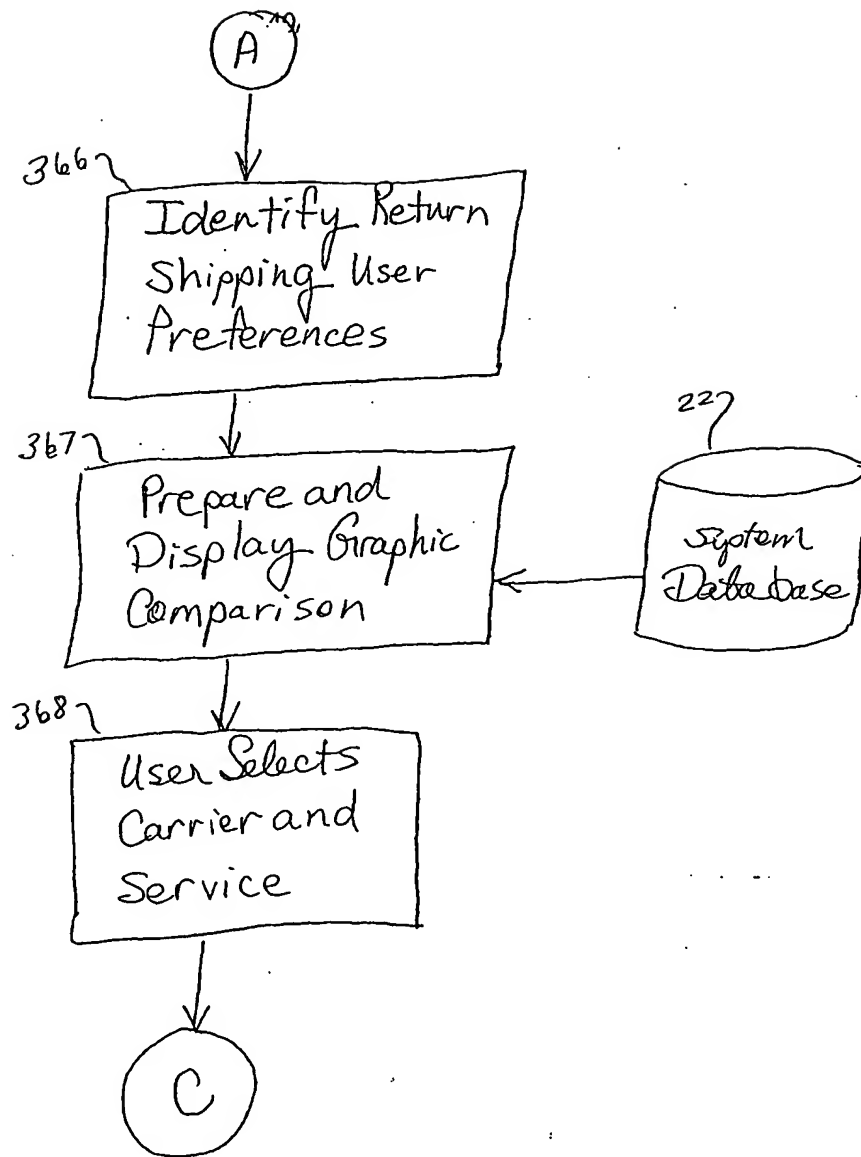 A
366
Identify Return
Shipping User
Preferences
367
Prepare and
Display Graphic
Comparison
22
System
Database
368
User Selects
Carrier and
Service
C